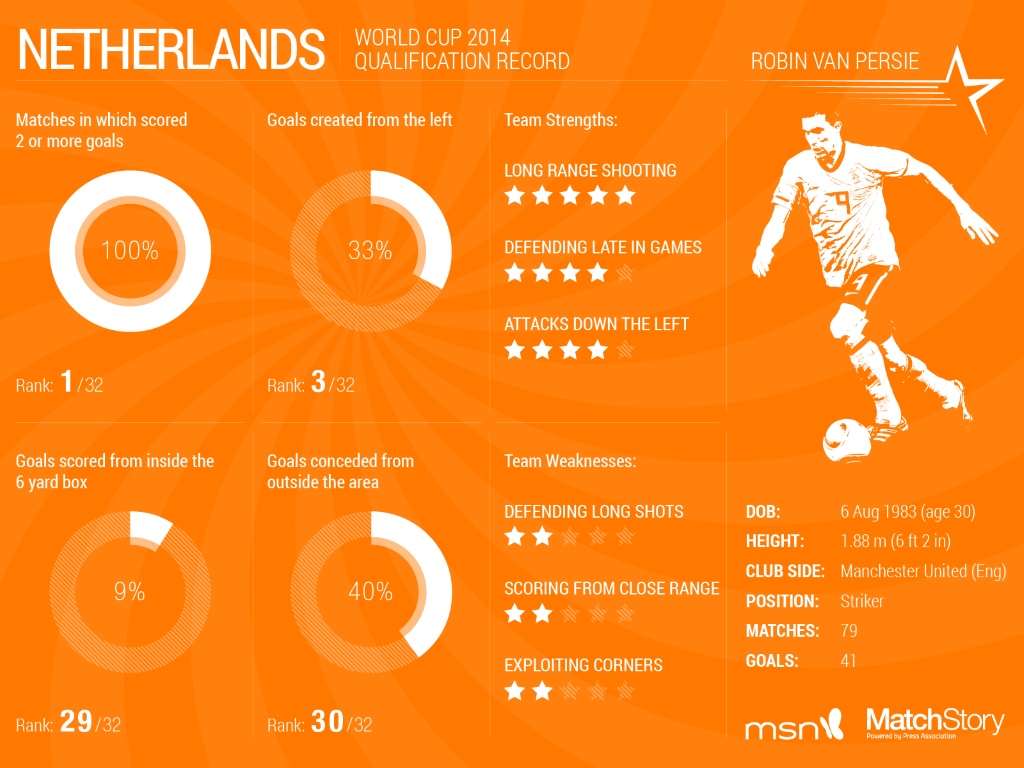 NETHERLANDS
WORLD CUP 2014
QUALIFICATION RECORD
ROBIN VAN PERSIE
Matches in which scored
2 or more goals
100%
Rank: 1/32
Goals created from the left
33%
Rank: 3/32
Team Strengths:
LONG RANGE SHOOTING
DEFENDING LATE IN GAMES
ATTACKS DOWN THE LEFT
9
9
Goals scored from inside the
6 yard box
9%
Rank: 29/32
Goals conceded from
outside the area
40%
Rank: 30/32
Team Weaknesses:
DEFENDING LONG SHOTS
SCORING FROM CLOSE RANGE
EXPLOITING CORNERS
DOB: 6 Aug 1983 (age 30)
HEIGHT: 1.88 m (6 ft 2 in)
CLUB SIDE: Manchester United (Eng)
POSITION: Striker
MATCHES: 79
GOALS: 41
msn
MatchStory
Powered by Press Association